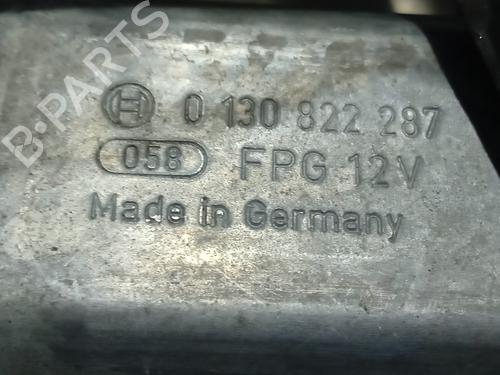 B-PARTS
0 130 822 287
058 FPG 12V
Made in Germany